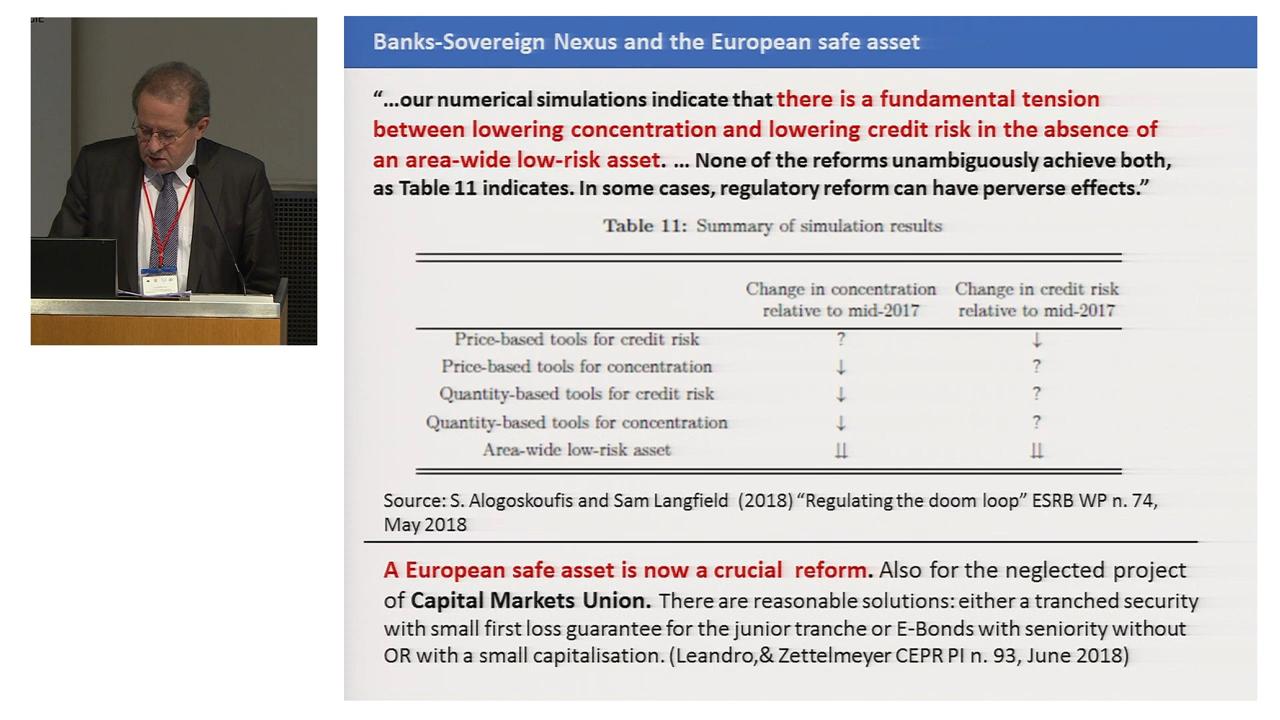 Banks-Sovereign Nexus and the European safe asset
“...our numerical simulations indicate that there is a fundamental tension
between lowering concentration and lowering credit risk in the absence of
an area-wide low-risk asset. ... None of the reforms unambiguously achieve both,
as Table 11 indicates. In some cases, regulatory reform can have perverse effects.”
Table 11: Summary of simulation results
Change in concentration Change in credit risk
relative to mid-2017 relative to mid-2017
Price-based tools for credit risk ? ↓
Price-based tools for concentration ↓ ?
Quantity-based tools for credit risk ↓ ?
Quantity-based tools for concentration ↓ ?
Area-wide low-risk asset ⇊ ⇊
Source: S. Alogoskoufis and Sam Langfield (2018) “Regulating the doom loop” ESRB WP n. 74,
May 2018
A European safe asset is now a crucial reform. Also for the neglected project
of Capital Markets Union. There are reasonable solutions: either a tranched security
with small first loss guarantee for the junior tranche or E-Bonds with seniority without
OR with a small capitalisation. (Leandro,& Zettelmeyer CEPR PI n. 93, June 2018)